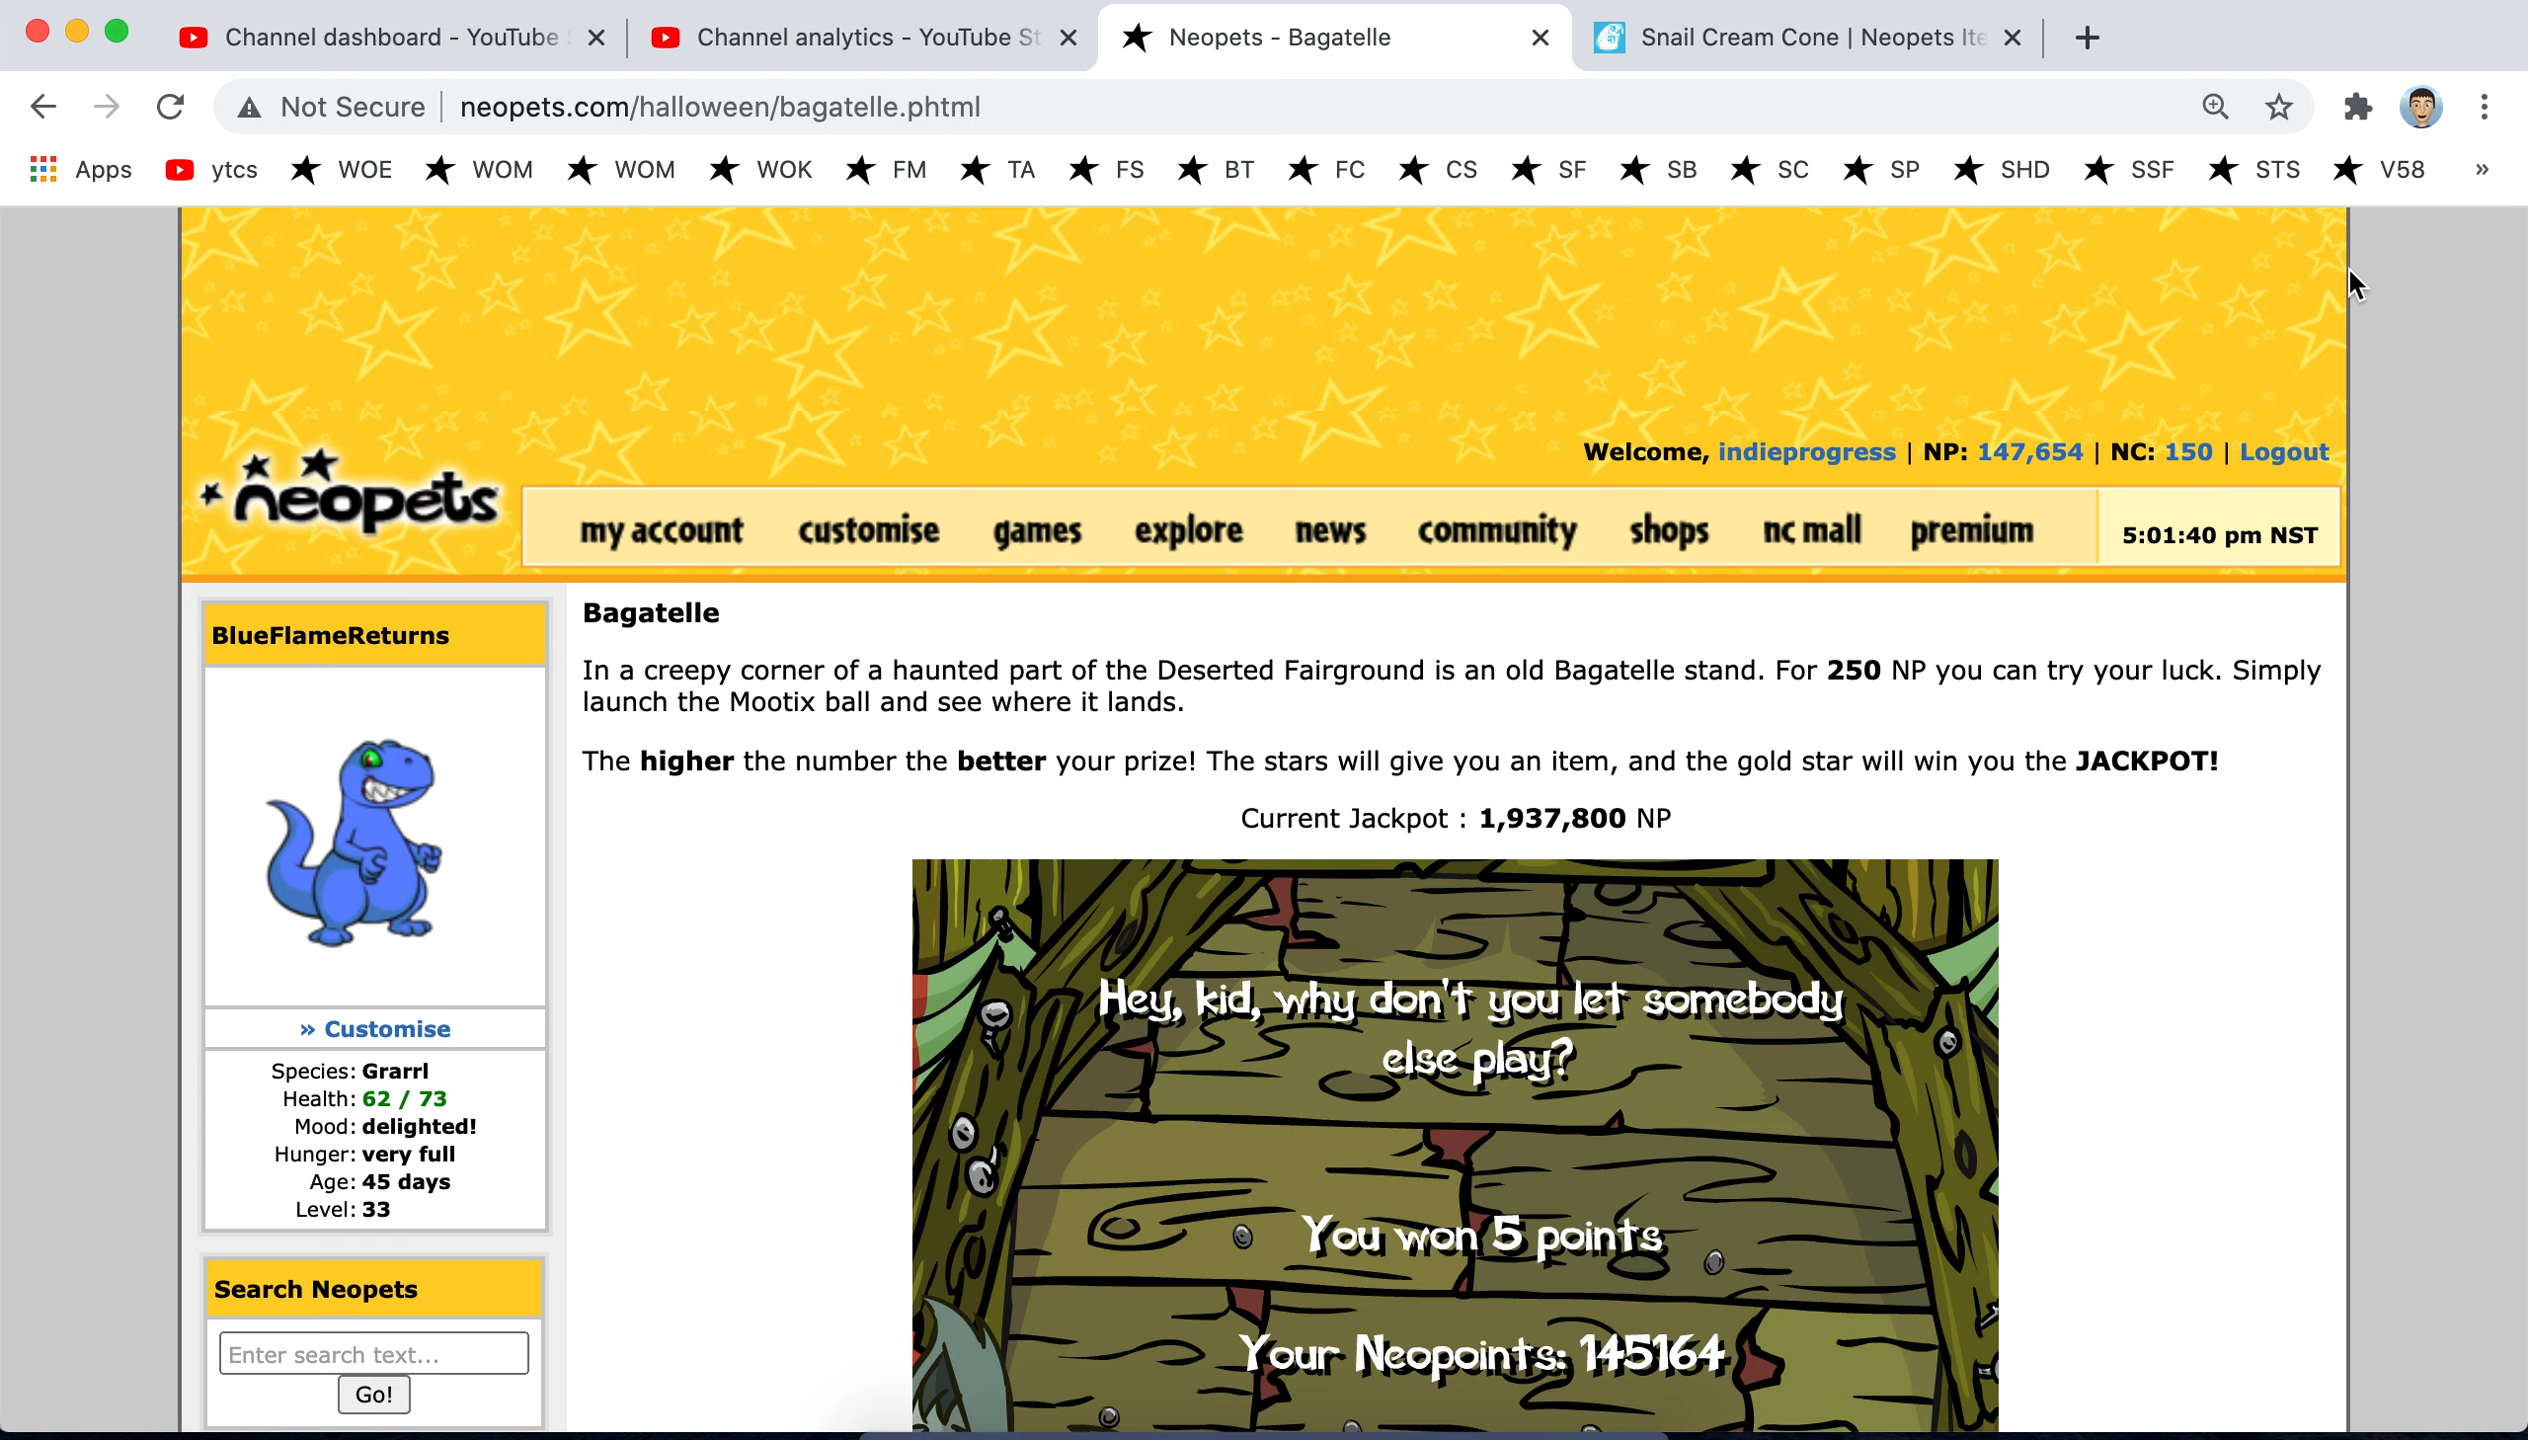 Channel dashboard - YouTube
Channel analytics - YouTube St
Neopets - Bagatelle
Snail Cream Cone | Neopets Ite
Not Secure
neopets.com/halloween/bagatelle.phtml
Apps
ytcs
WOE
WOM
WOM
WOK
FM
TA
FS
BT
FC
CS
SF
SB
SC
SP
SHD
SSF
STS
V58
»
Welcome, indieprogress | NP: 147,654 | NC: 150 | Logout
neopets
my account
customise
games
explore
news
community
shops
nc mall
premium
5:01:40 pm NST
BlueFlameReturns
» Customise
Species: Grarrl
Health: 62 / 73
Mood: delighted!
Hunger: very full
Age: 45 days
Level: 33
Search Neopets
Enter search text...
Go!
Bagatelle
In a creepy corner of a haunted part of the Deserted Fairground is an old Bagatelle stand. For 250 NP you can try your luck. Simply
launch the Mootix ball and see where it lands.
The higher the number the better your prize! The stars will give you an item, and the gold star will win you the JACKPOT!
Current Jackpot : 1,937,800 NP
Hey, kid, why don't you let somebody
else play?
You won 5 points
Your Neopoints: 145164